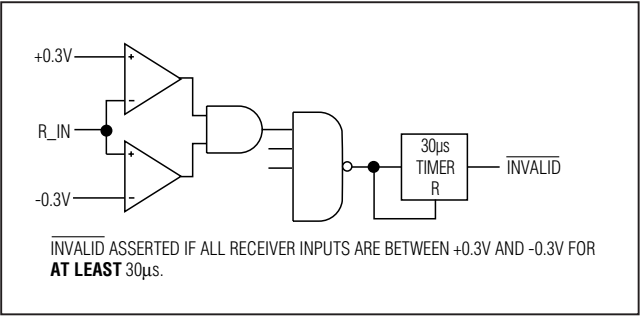 +0.3V
+
-
R_IN
+
-
-0.3V
30µs
TIMER
R
INVALID
INVALID ASSERTED IF ALL RECEIVER INPUTS ARE BETWEEN +0.3V AND -0.3V FOR
AT LEAST 30µs.